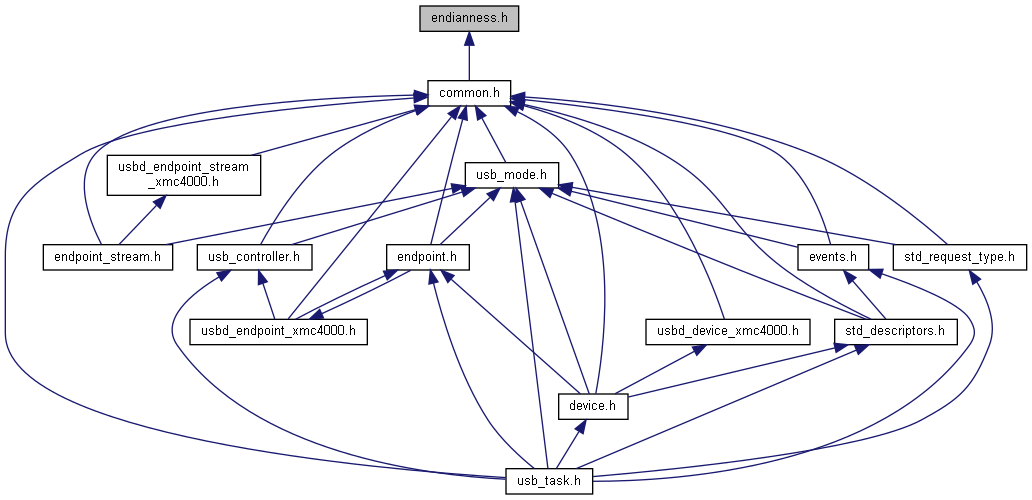 endianness.h
common.h
usbd_endpoint_stream
_xmc4000.h
usb_mode.h
endpoint_stream.h
usb_controller.h
endpoint.h
events.h
std_request_type.h
usbd_endpoint_xmc4000.h
usbd_device_xmc4000.h
std_descriptors.h
device.h
usb_task.h